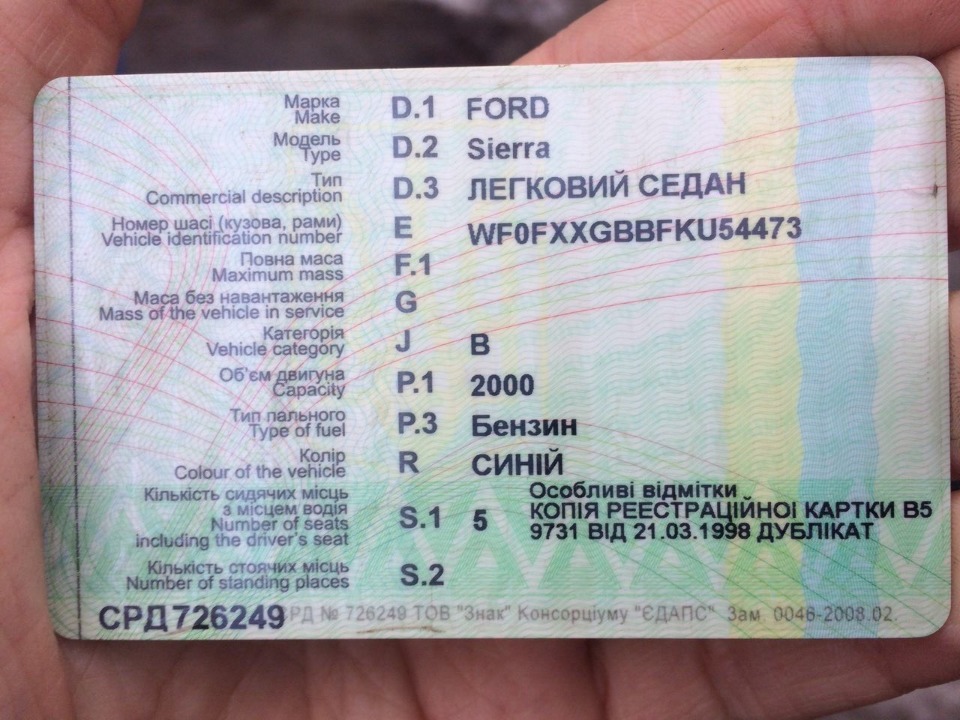 Марка
Make D.1 FORD
Модель
Type D.2 Sierra
Тип
Commercial description D.3 ЛЕГКОВИЙ СЕДАН
Номер шасі (кузова, рами)
Vehicle identification number E WF0FXXGBBFKU54473
Повна маса
Maximum mass F.1
Маса без навантаження
Mass of the vehicle in service G
Категорія
Vehicle category J B
Об'єм двигуна
Capacity P.1 2000
Тип пального
Type of fuel P.3 Бензин
Колір
Colour of the vehicle R СИНІЙ
Кількість сидячих місць
з місцем водія
Number of seats
including the driver's seat S.1 5
Особливі відмітки
КОПІЯ РЕЕСТРАЦІЙНОІ КАРТКИ В5
9731 ВІД 21.03.1998 ДУБЛІКАТ
Кількість стоячих місць
Number of standing places S.2
СРД 726249 СРД № 726249 ТОВ "Знак" Консорціуму "ЄДАПС" Зам 0046-2008.02.